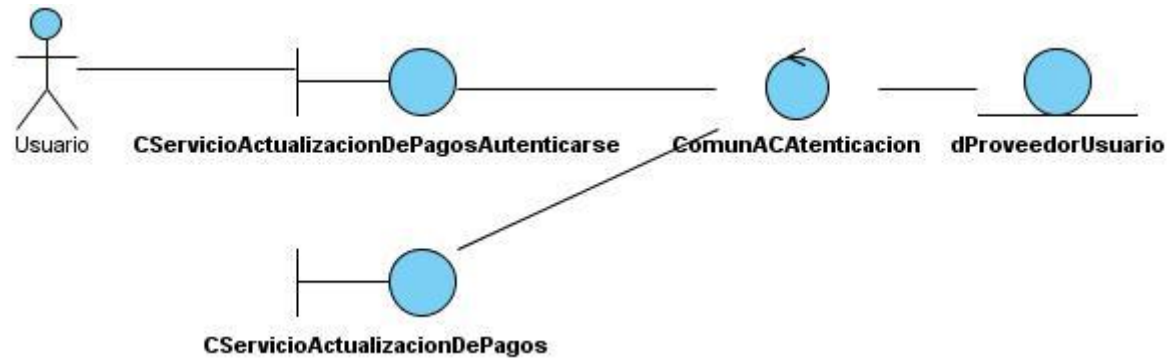 Usuario
CServicioActualizacionDePagosAutenticarse
ComunACAtenticacion
dProveedorUsuario
CServicioActualizacionDePagos